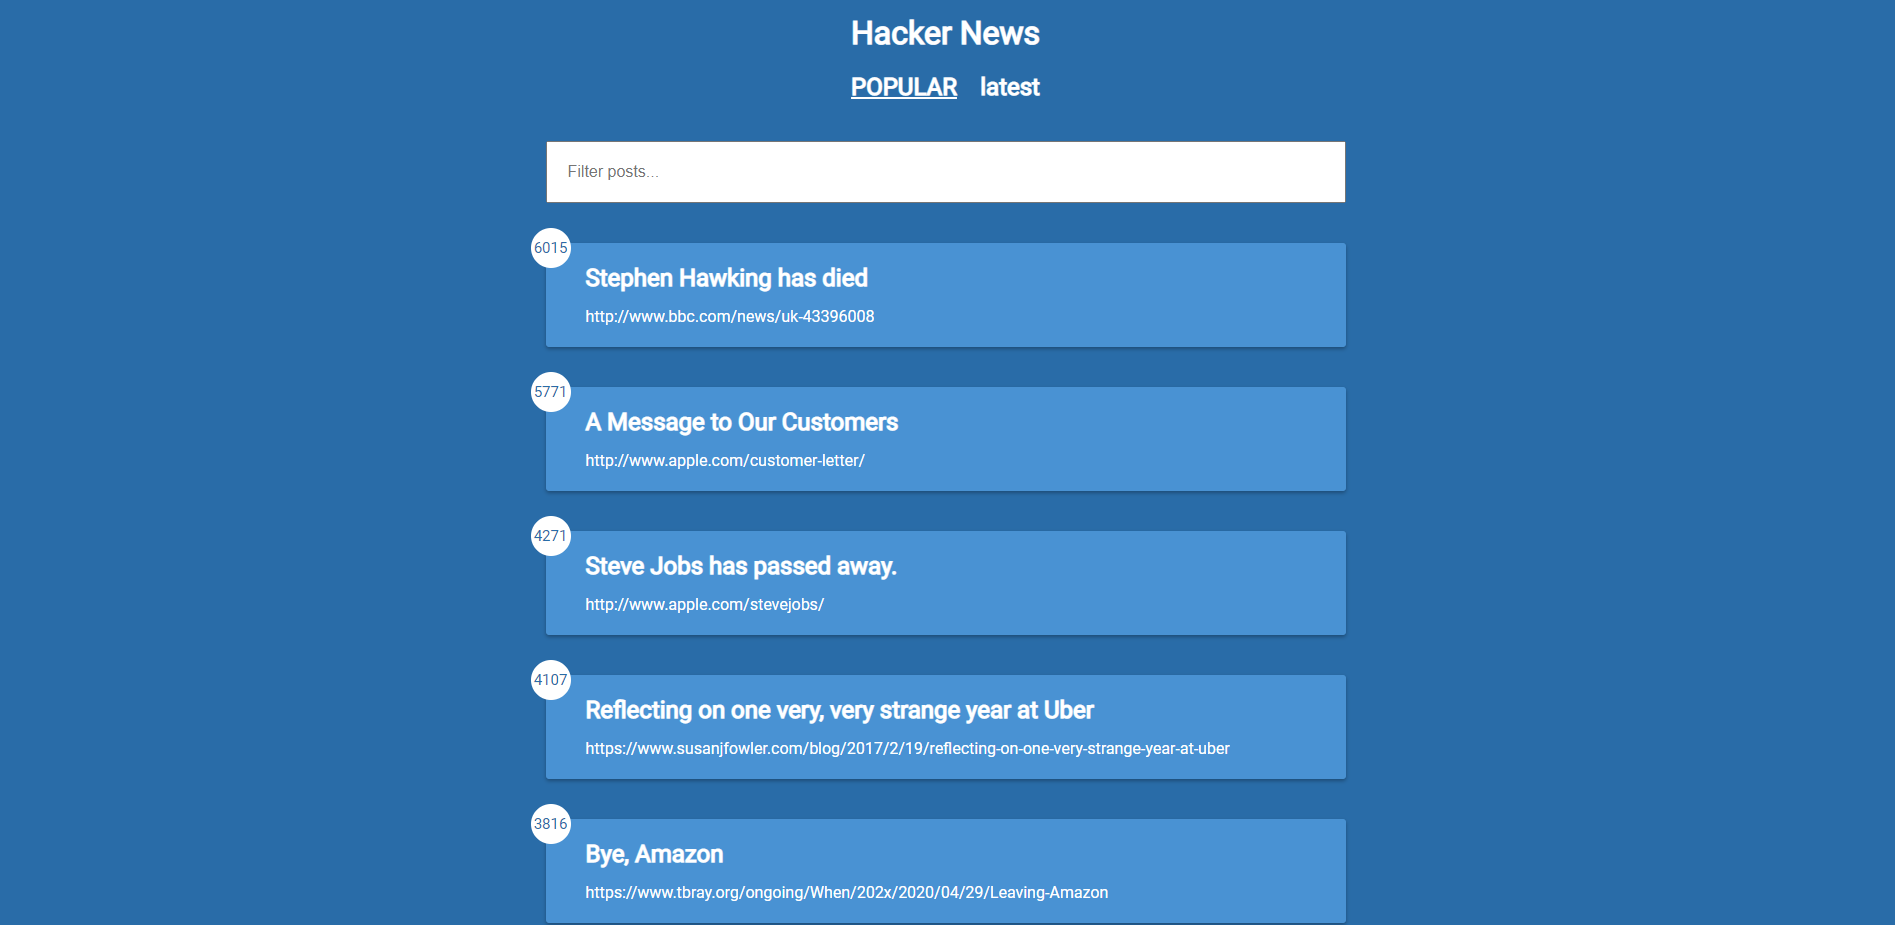 Hacker News
POPULAR latest
Filter posts...
6015
Stephen Hawking has died
http://www.bbc.com/news/uk-43396008
5771
A Message to Our Customers
http://www.apple.com/customer-letter/
4271
Steve Jobs has passed away.
http://www.apple.com/stevejobs/
4107
Reflecting on one very, very strange year at Uber
https://www.susanjfowler.com/blog/2017/2/19/reflecting-on-one-very-strange-year-at-uber
3816
Bye, Amazon
https://www.tbray.org/ongoing/When/202x/2020/04/29/Leaving-Amazon